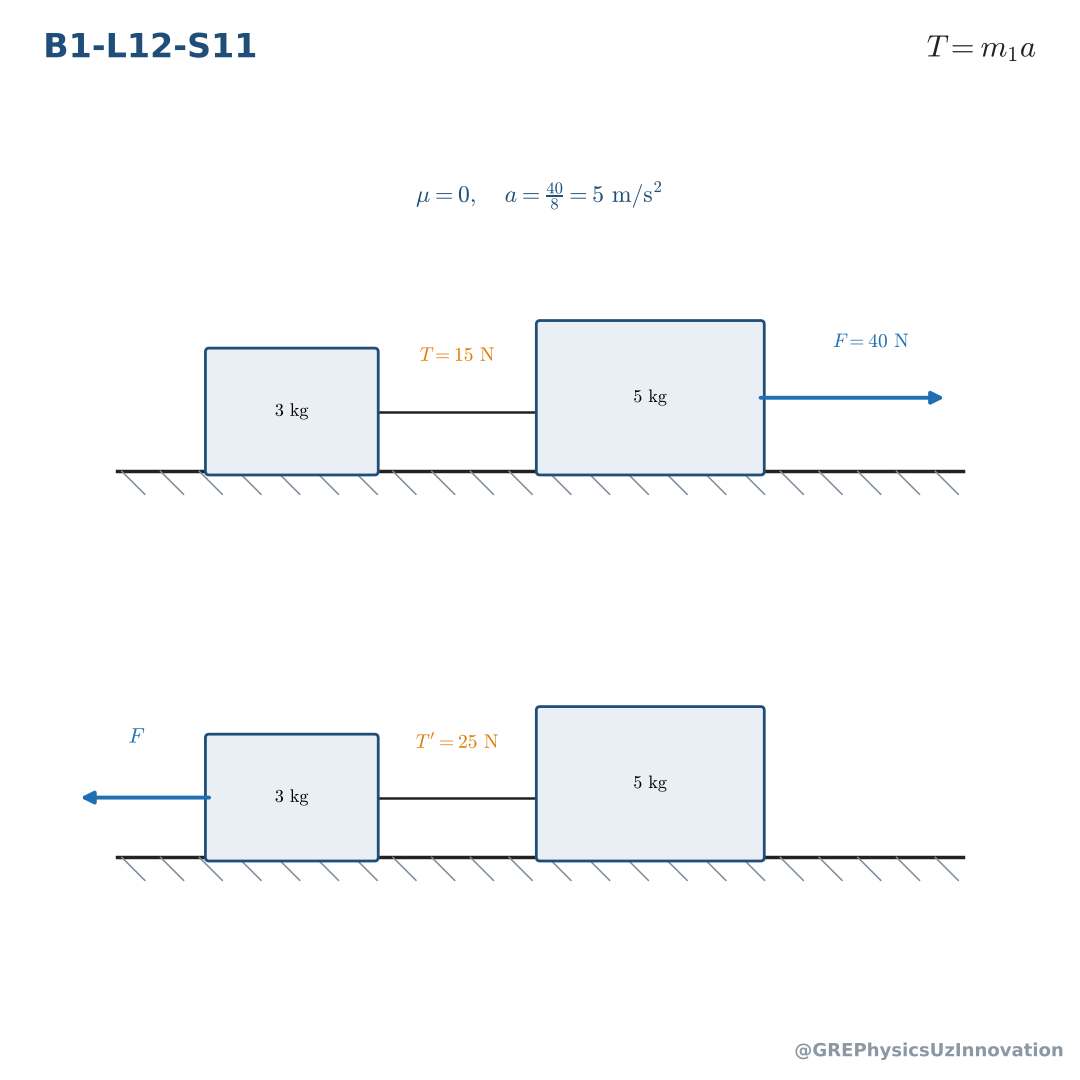 B1-L12-S11
T = m₁a
μ = 0, a = 40/8 = 5 m/s²
T = 15 N
F = 40 N
3 kg
5 kg
F
T′ = 25 N
3 kg
5 kg
@GREPhysicsUzInnovation